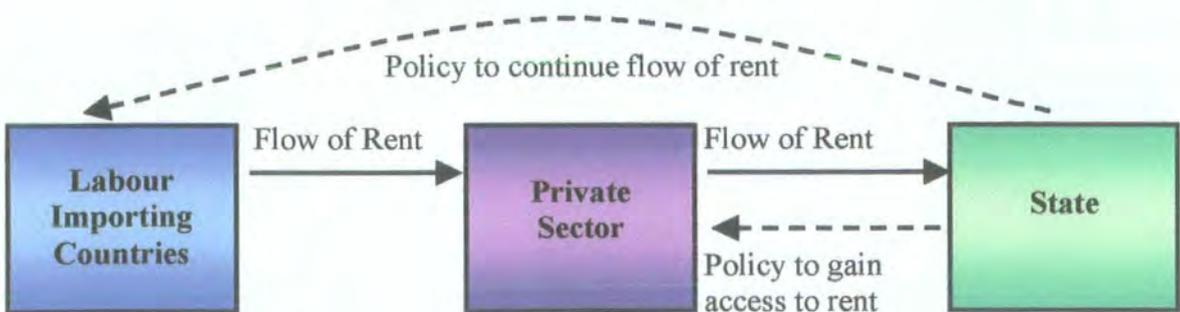 Policy to continue flow of rent
Flow of Rent
Flow of Rent
Labour
Importing
Countries
Private
Sector
State
Policy to gain
access to rent